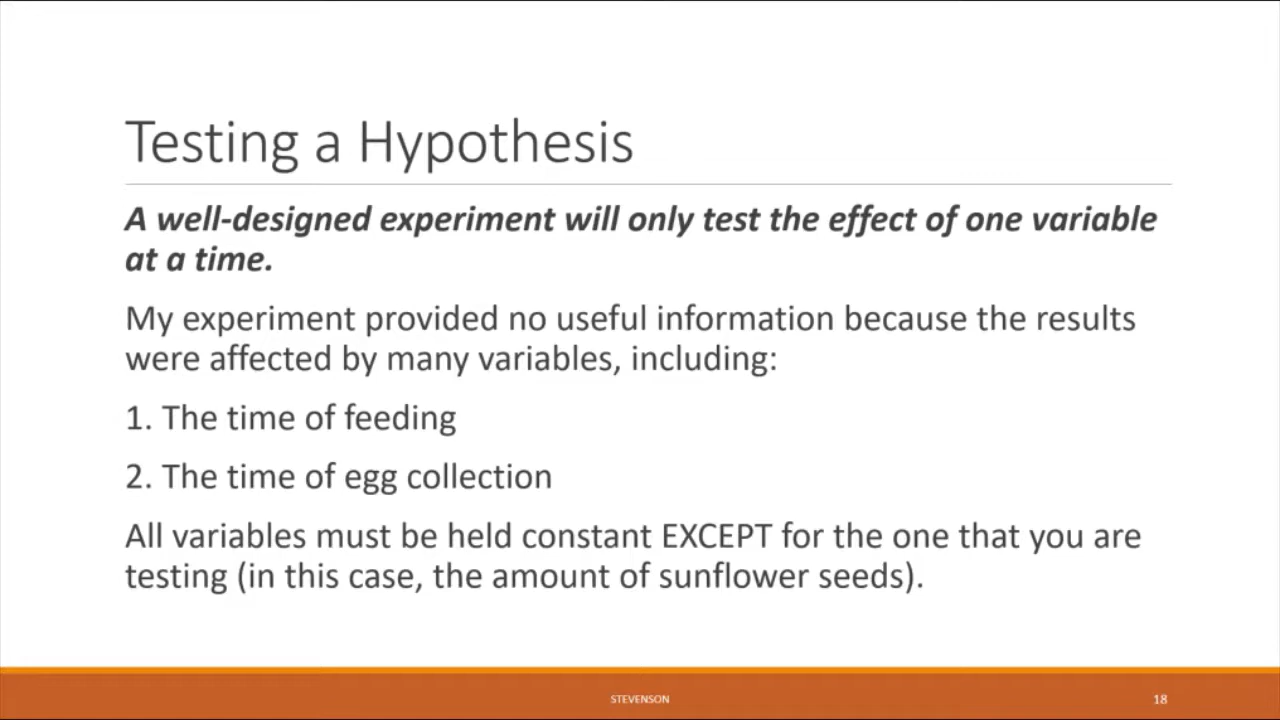 Testing a Hypothesis
A well-designed experiment will only test the effect of one variable
at a time.
My experiment provided no useful information because the results
were affected by many variables, including:
1. The time of feeding
2. The time of egg collection
All variables must be held constant EXCEPT for the one that you are
testing (in this case, the amount of sunflower seeds).
STEVENSON
18